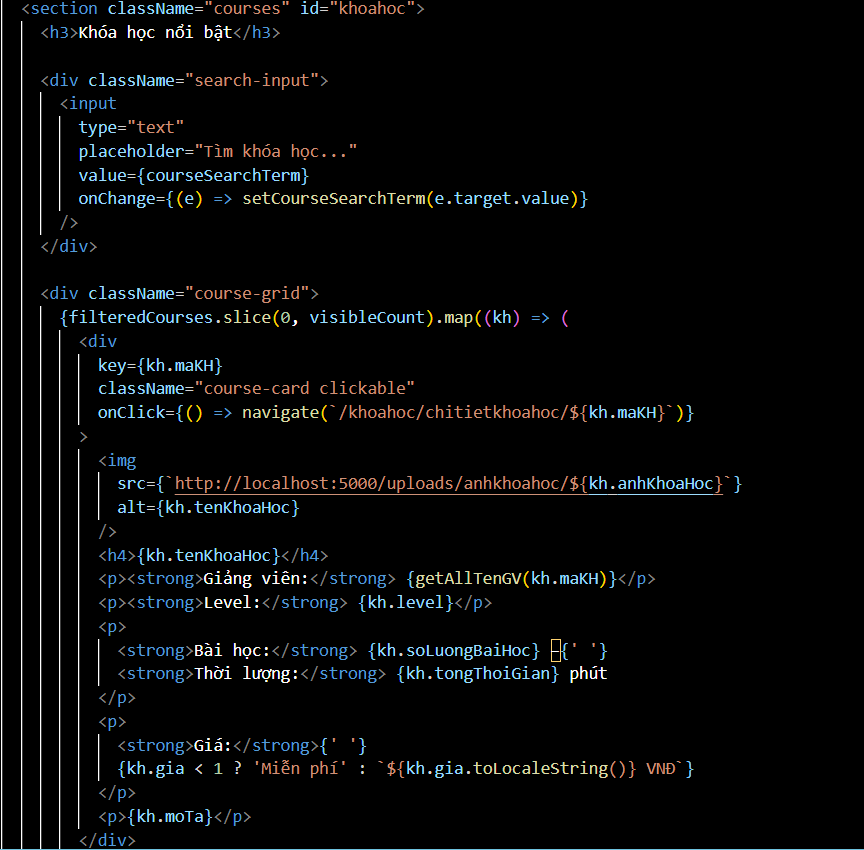 <section className="courses" id="khoahoc">
<h3>Khóa học nổi bật</h3>
<div className="search-input">
<input
type="text"
placeholder="Tìm khóa học..."
value={courseSearchTerm}
onChange={(e) => setCourseSearchTerm(e.target.value)}
/>
</div>
<div className="course-grid">
{filteredCourses.slice(0, visibleCount).map((kh) => (
<div
key={kh.maKH}
className="course-card clickable"
onClick={() => navigate(`/khoahoc/chitietkhoahoc/${kh.maKH}`)}
>
<img
src={`http://localhost:5000/uploads/anhkhoahoc/${kh.anhKhoaHoc}`}
alt={kh.tenKhoaHoc}
/>
<h4>{kh.tenKhoaHoc}</h4>
<p><strong>Giảng viên:</strong> {getAllTenGV(kh.maKH)}</p>
<p><strong>Level:</strong> {kh.level}</p>
<p>
<strong>Bài học:</strong> {kh.soLuongBaiHoc} –{' '}
<strong>Thời lượng:</strong> {kh.tongThoiGian} phút
</p>
<p>
<strong>Giá:</strong>{' '}
{kh.gia < 1 ? 'Miễn phí' : `${kh.gia.toLocaleString()} VNĐ`}
</p>
<p>{kh.moTa}</p>
</div>